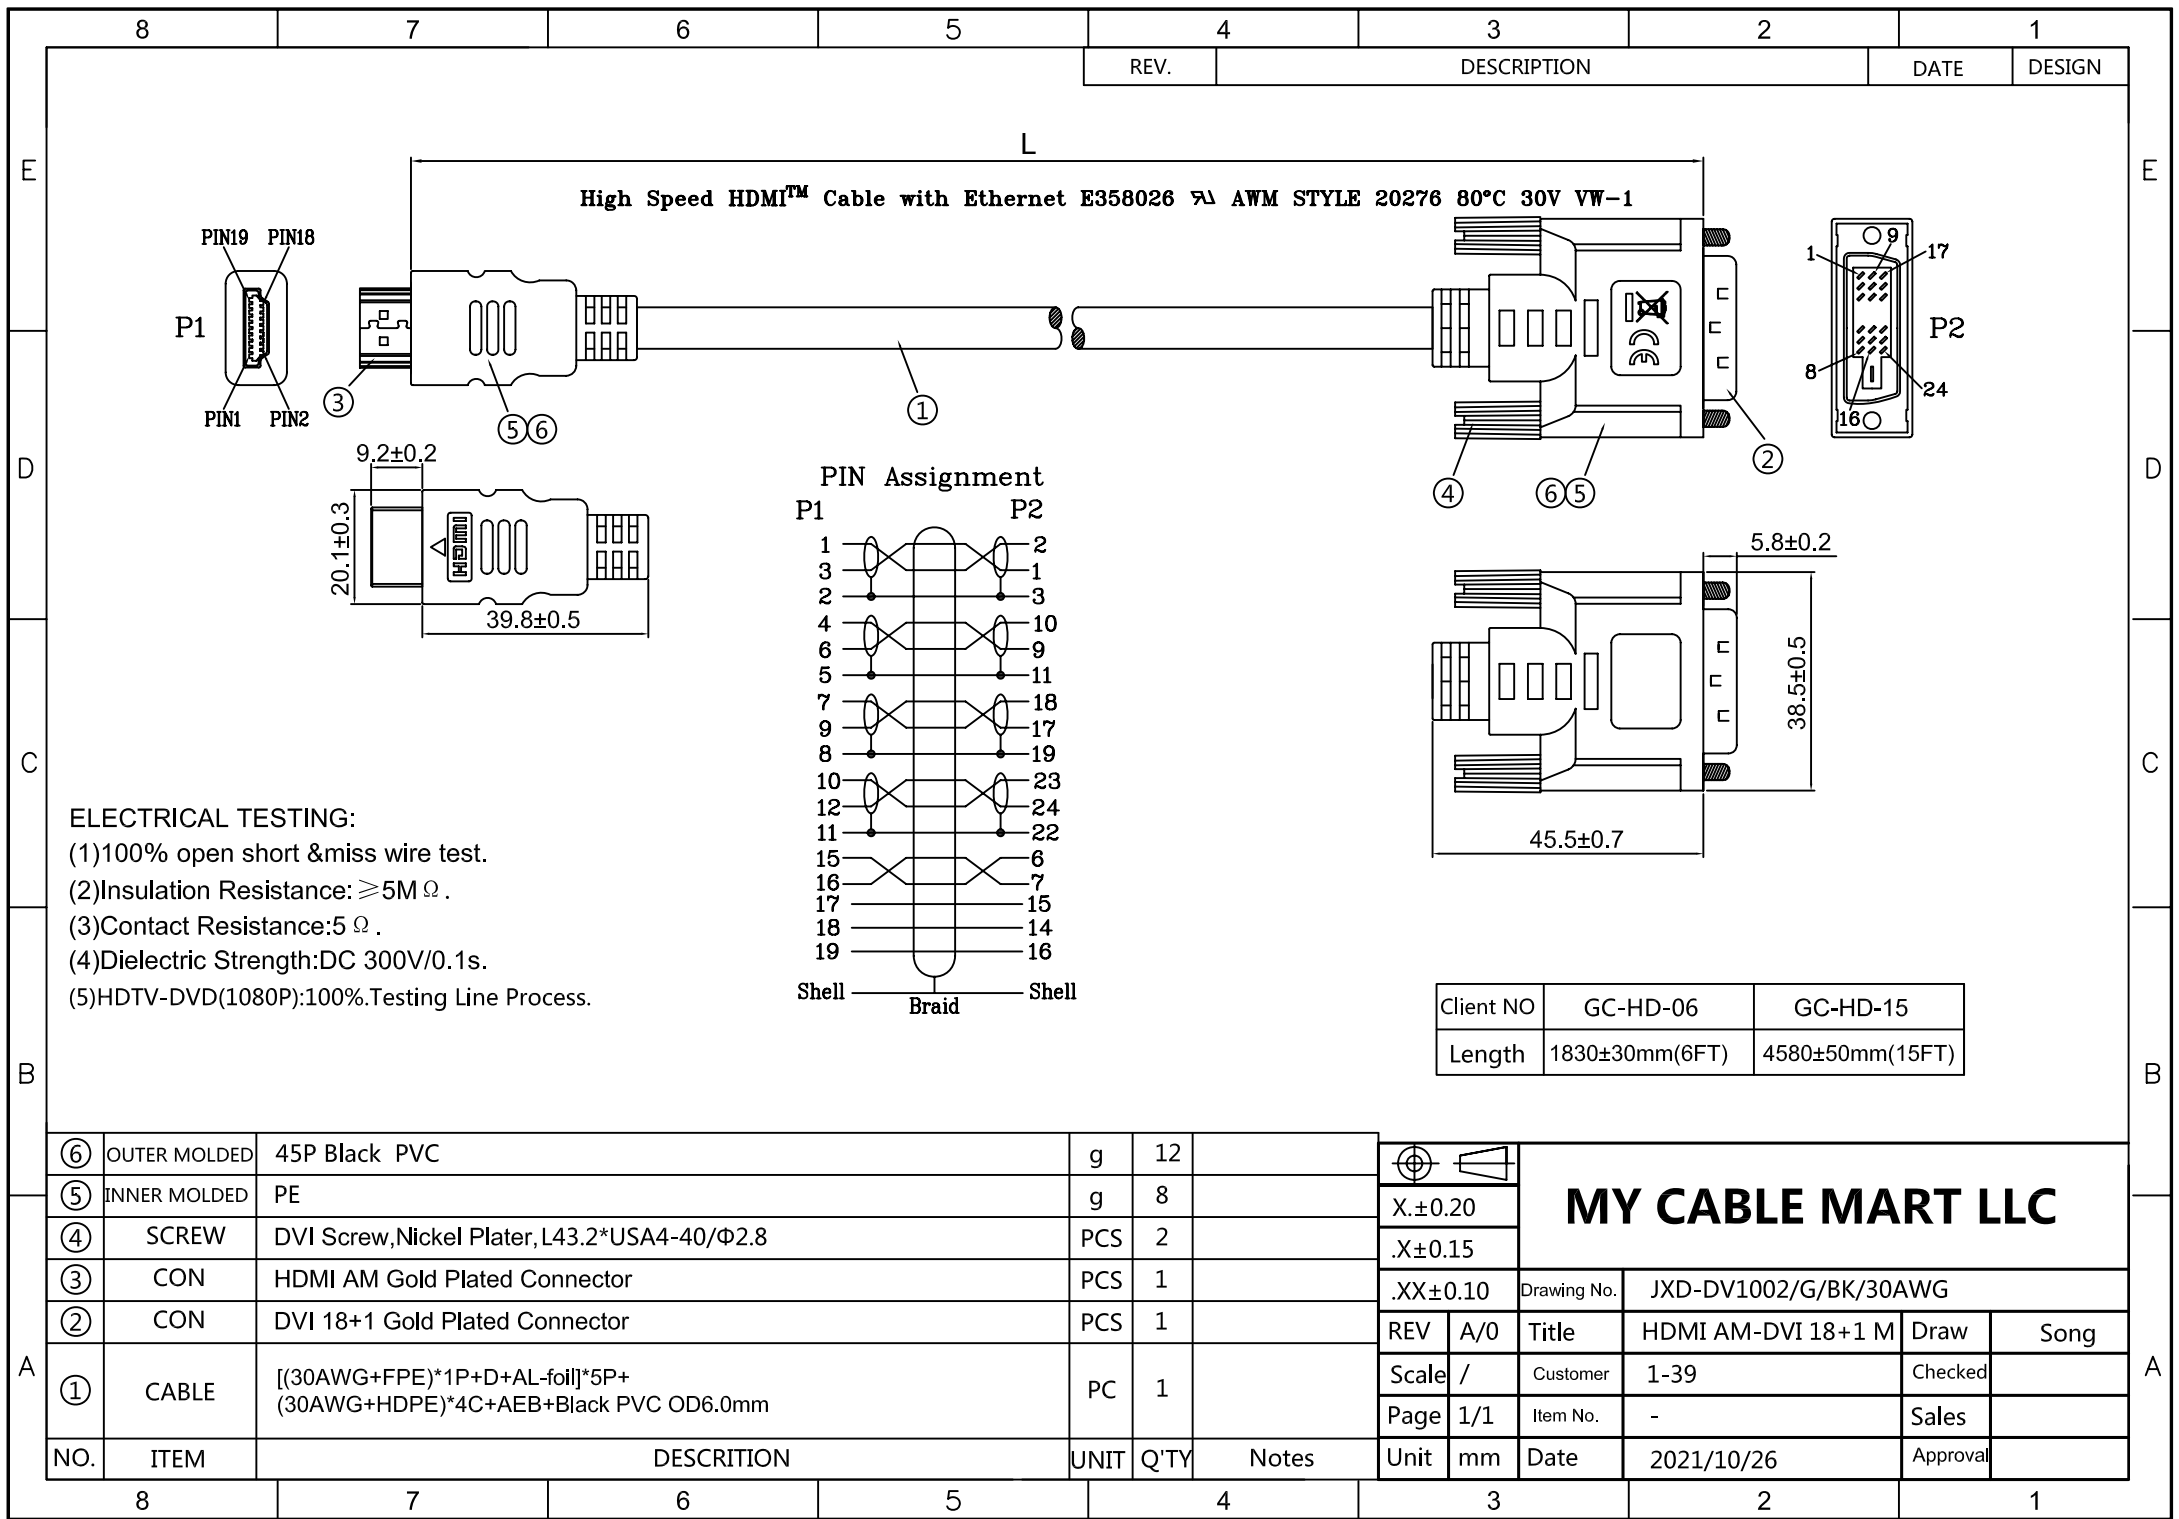 8 7 6 5 4 3 2 1
REV. DESCRIPTION DATE DESIGN
E E
D D
C C
B B
A A
L
High Speed HDMI™ Cable with Ethernet E358026 AWM STYLE 20276 80°C 30V VW-1
PIN19 PIN18
P1
PIN1 PIN2
③
⑤⑥
①
④
⑥⑤
②
CE
1 9 17
P2
8 16 24
9.2±0.2
20.1±0.3
HDMI
39.8±0.5
5.8±0.2
38.5±0.5
45.5±0.7
PIN Assignment
P1 P2
1 2
3 1
2 3
4 10
6 9
5 11
7 18
9 17
8 19
10 23
12 24
11 22
15 6
16 7
17 15
18 14
19 16
Shell Braid Shell
ELECTRICAL TESTING:
(1)100% open short &miss wire test.
(2)Insulation Resistance:≥5MΩ.
(3)Contact Resistance:5 Ω.
(4)Dielectric Strength:DC 300V/0.1s.
(5)HDTV-DVD(1080P):100%.Testing Line Process.
Client NO GC-HD-06 GC-HD-15
Length 1830±30mm(6FT) 4580±50mm(15FT)
⑥ OUTER MOLDED 45P Black PVC g 12
⑤ INNER MOLDED PE g 8
④ SCREW DVI Screw,Nickel Plater,L43.2*USA4-40/Φ2.8 PCS 2
③ CON HDMI AM Gold Plated Connector PCS 1
② CON DVI 18+1 Gold Plated Connector PCS 1
① CABLE [(30AWG+FPE)*1P+D+AL-foil]*5P+
(30AWG+HDPE)*4C+AEB+Black PVC OD6.0mm PC 1
NO. ITEM DESCRITION UNIT Q'TY Notes
X.±0.20
.X±0.15
.XX±0.10
MY CABLE MART LLC
Drawing No. JXD-DV1002/G/BK/30AWG
REV A/0 Title HDMI AM-DVI 18+1 M Draw Song
Scale / Customer 1-39 Checked
Page 1/1 Item No. - Sales
Unit mm Date 2021/10/26 Approval
8 7 6 5 4 3 2 1